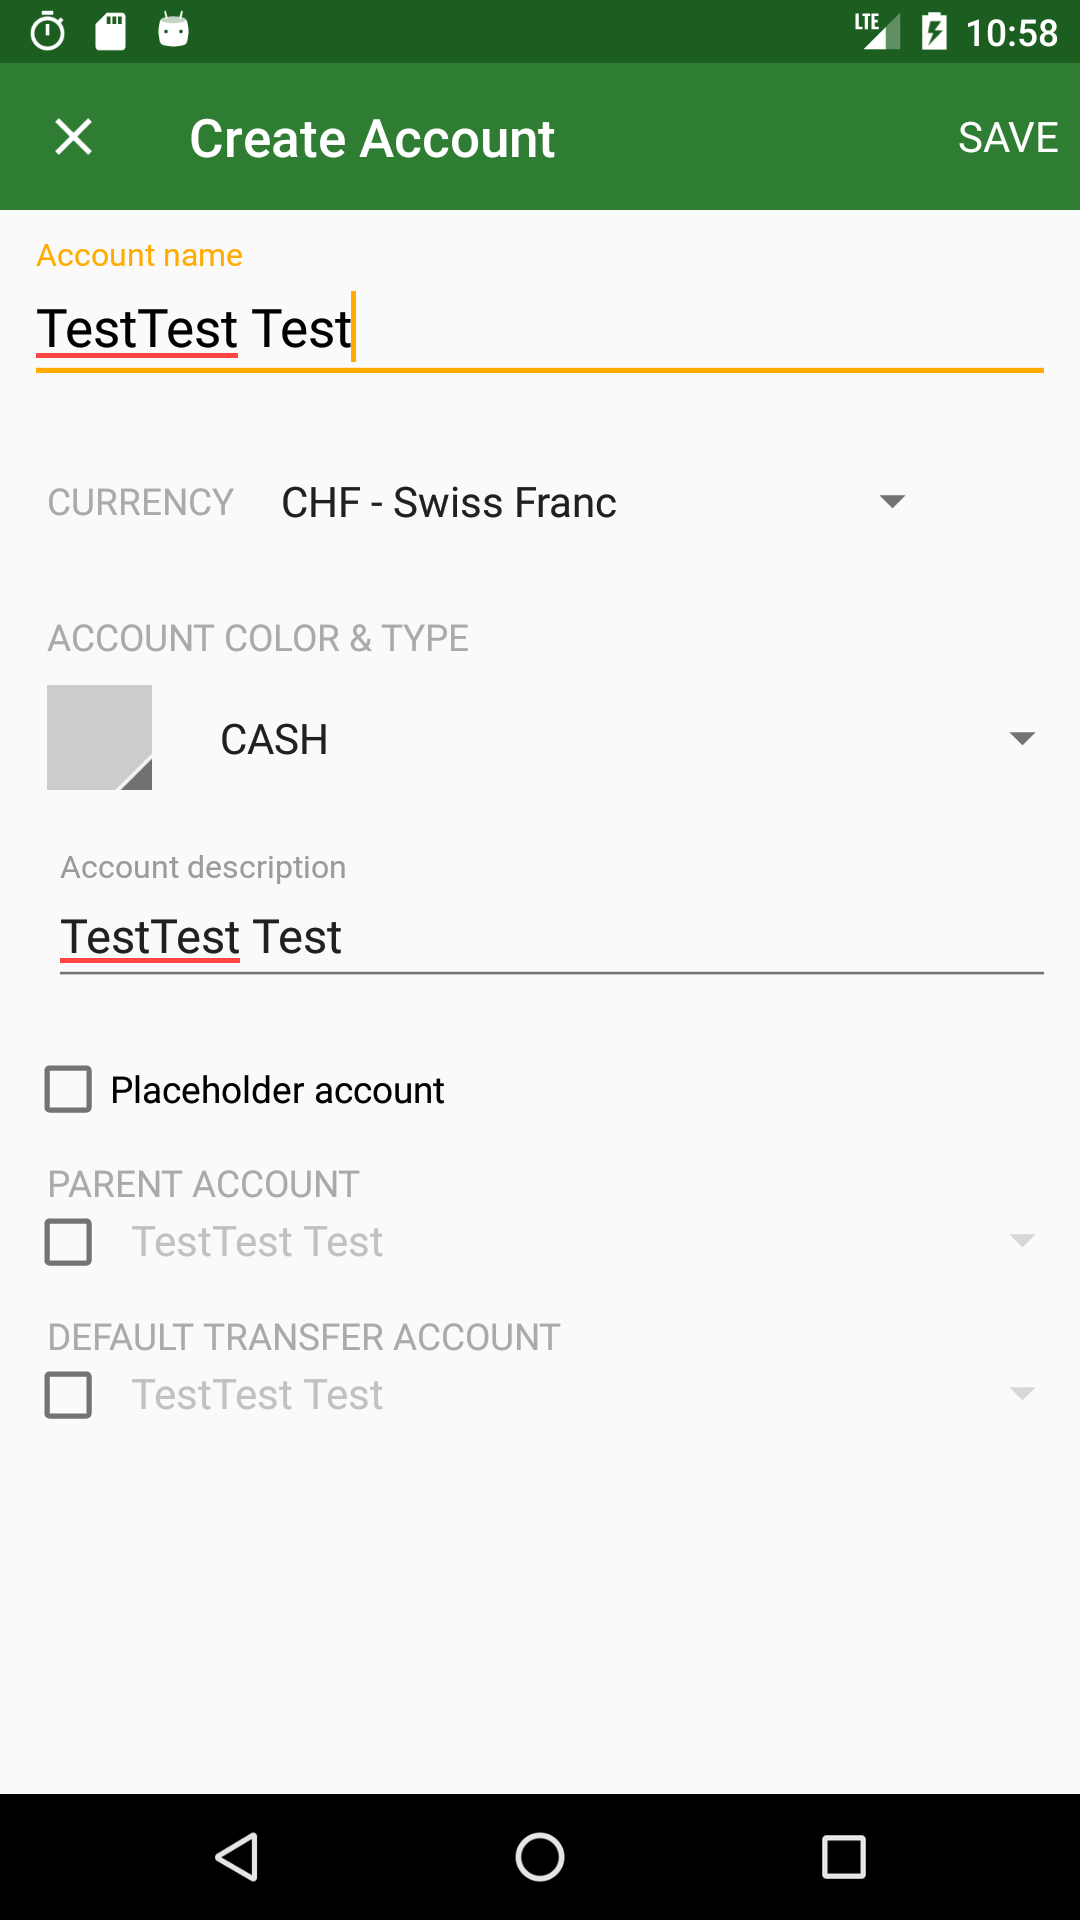 LTE 10:58
Create Account SAVE
Account name
TestTest Test
CURRENCY CHF - Swiss Franc
ACCOUNT COLOR & TYPE
CASH
Account description
TestTest Test
Placeholder account
PARENT ACCOUNT
TestTest Test
DEFAULT TRANSFER ACCOUNT
TestTest Test